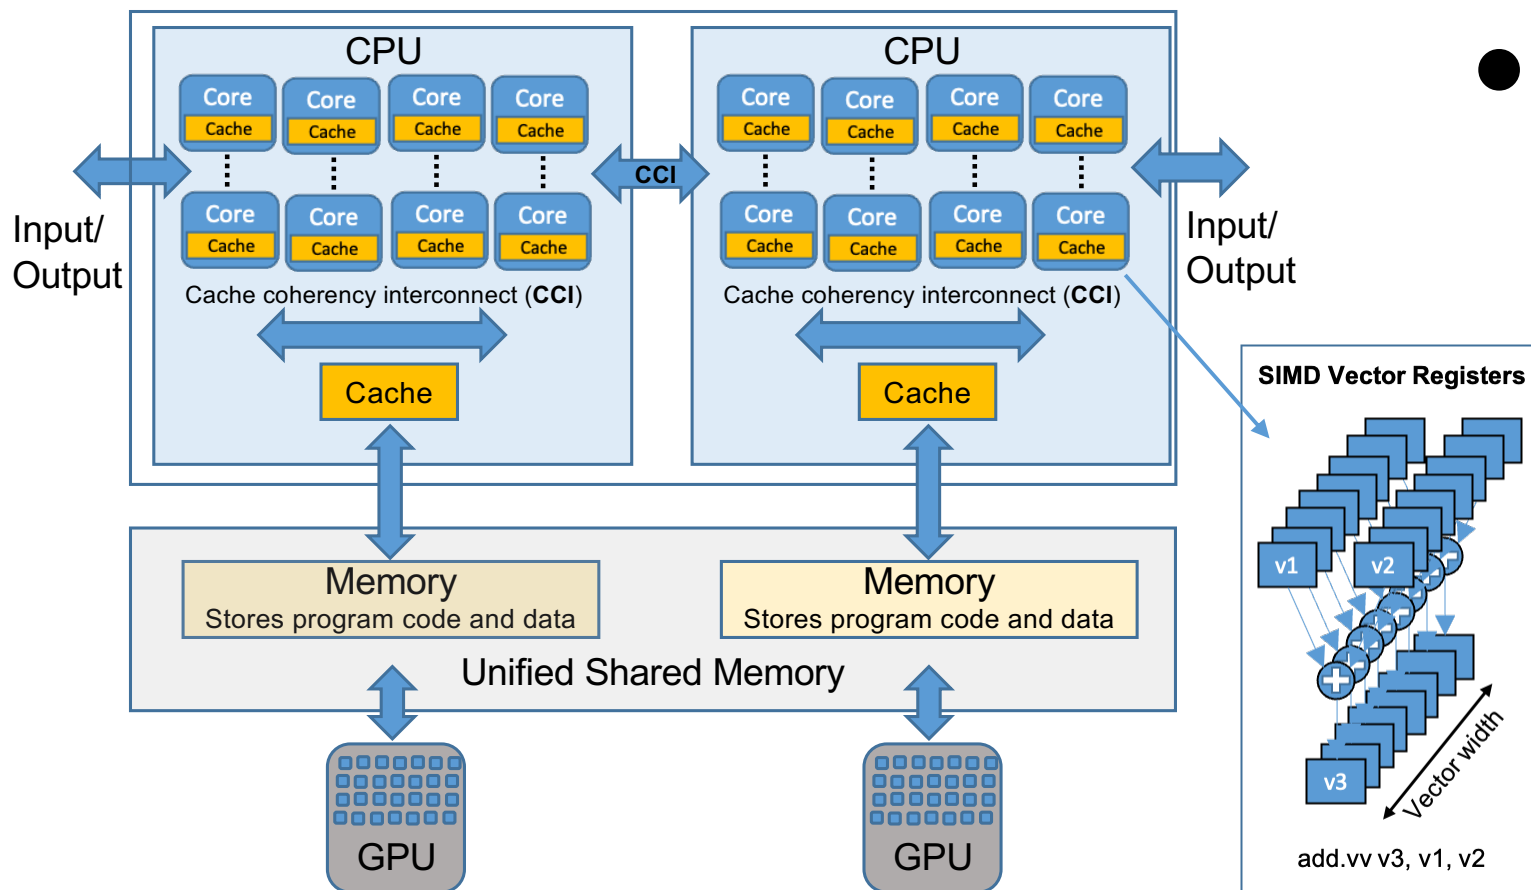 CPU
CPU
Core Core Core Core
Cache Cache Cache Cache
Core Core Core Core
Cache Cache Cache Cache
CCI
Core Core Core Core
Cache Cache Cache Cache
Core Core Core Core
Cache Cache Cache Cache
Input/
Output
Input/
Output
Cache coherency interconnect (CCI)
Cache coherency interconnect (CCI)
Cache
Cache
SIMD Vector Registers
v1
v2
v3
Vector width
add.vv v3, v1, v2
Memory
Stores program code and data
Memory
Stores program code and data
Unified Shared Memory
GPU
GPU